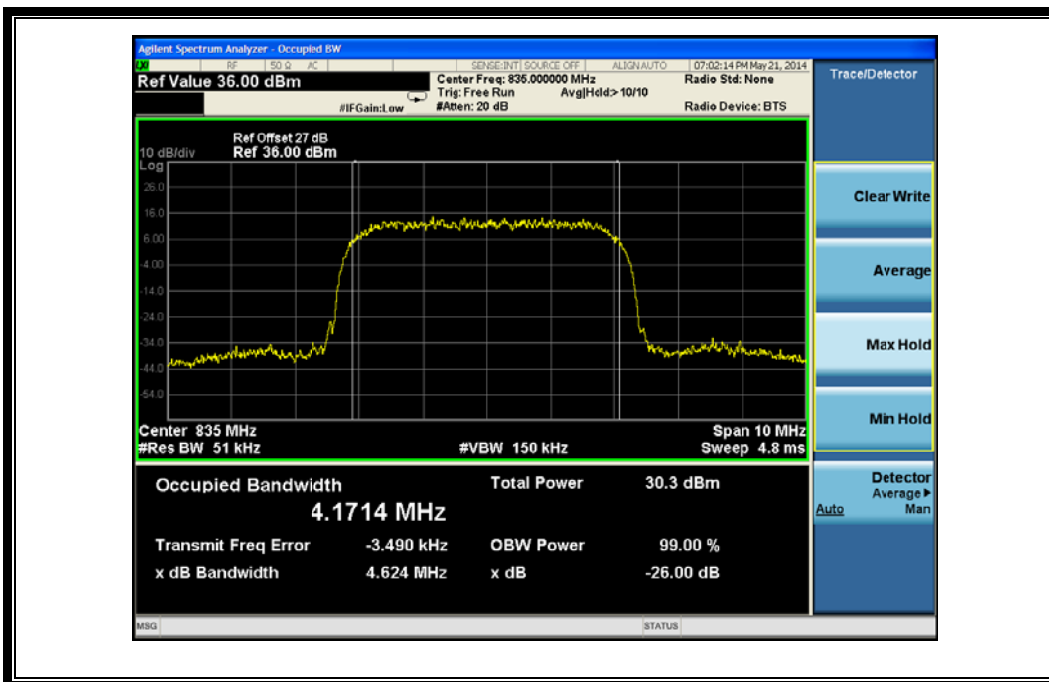 Agilent Spectrum Analyzer - Occupied BW
LXI RF 50 Ω AC SENSE:INT SOURCE OFF ALIGN AUTO 07:02:14 PM May 21, 2014
Ref Value 36.00 dBm Center Freq: 835.000000 MHz Radio Std: None
Trig: Free Run Avg|Hold:> 10/10
#IFGain:Low #Atten: 20 dB Radio Device: BTS
Trace/Detector
Ref Offset 27 dB
10 dB/div Ref 36.00 dBm
Log
26.0
16.0
6.00
-4.00
-14.0
-24.0
-34.0
-44.0
-54.0
Center 835 MHz Span 10 MHz
#Res BW 51 kHz #VBW 150 kHz Sweep 4.8 ms
Occupied Bandwidth Total Power 30.3 dBm
4.1714 MHz
Transmit Freq Error -3.490 kHz OBW Power 99.00 %
x dB Bandwidth 4.624 MHz x dB -26.00 dB
Clear Write
Average
Max Hold
Min Hold
Detector
Average
Auto Man
MSG STATUS